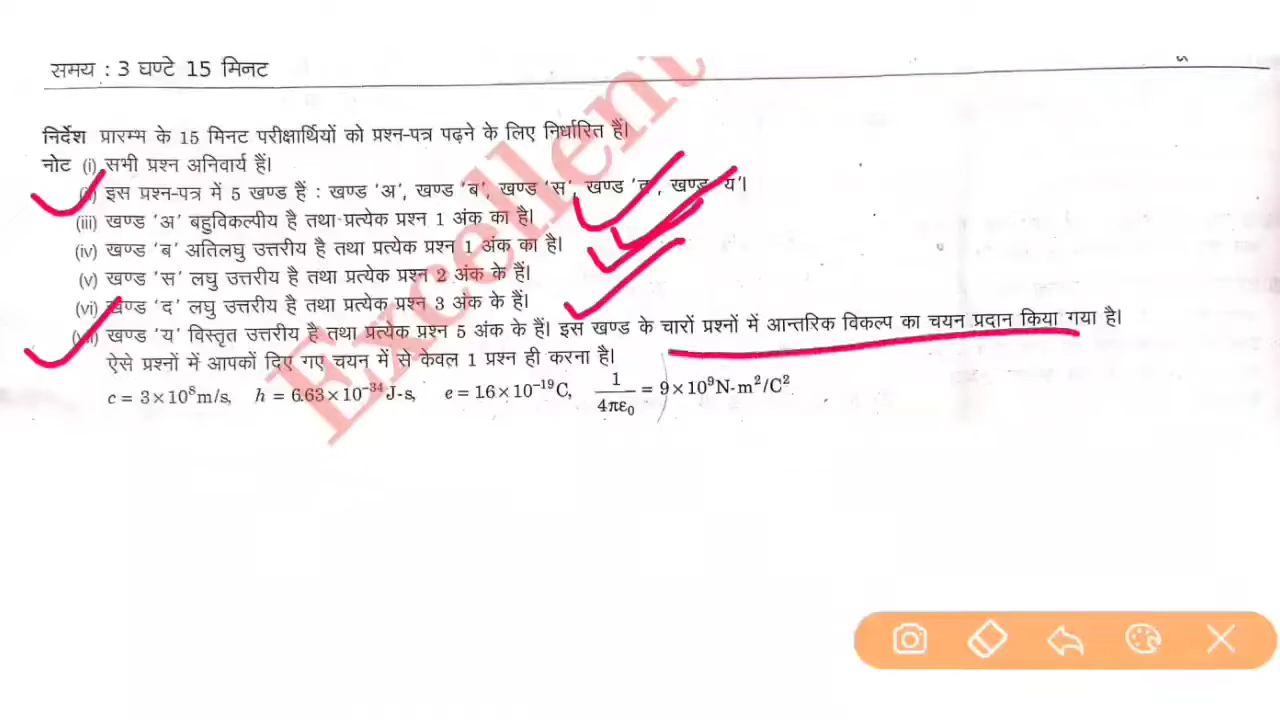 समय : 3 घण्टे 15 मिनट
निर्देश प्रारम्भ के 15 मिनट परीक्षार्थियों को प्रश्न-पत्र पढ़ने के लिए निर्धारित हैं।
नोट (i) सभी प्रश्न अनिवार्य हैं।
(ii) इस प्रश्न-पत्र में 5 खण्ड हैं : खण्ड ‘अ’, खण्ड ‘ब’, खण्ड ‘स’, खण्ड ‘द’, खण्ड ‘य’।
(iii) खण्ड ‘अ’ बहुविकल्पीय है तथा प्रत्येक प्रश्न 1 अंक का है।
(iv) खण्ड ‘ब’ अतिलघु उत्तरीय है तथा प्रत्येक प्रश्न 1 अंक का है।
(v) खण्ड ‘स’ लघु उत्तरीय है तथा प्रत्येक प्रश्न 2 अंक के हैं।
(vi) खण्ड ‘द’ लघु उत्तरीय है तथा प्रत्येक प्रश्न 3 अंक के हैं।
(vii) खण्ड ‘य’ विस्तृत उत्तरीय है तथा प्रत्येक प्रश्न 5 अंक के हैं। इस खण्ड के चारों प्रश्नों में आन्तरिक विकल्प का चयन प्रदान किया गया है।
ऐसे प्रश्नों में आपकों दिए गए चयन में से केवल 1 प्रश्न ही करना है।
c = 3×10⁸m/s, h = 6.63×10⁻³⁴J-s, e = 1.6×10⁻¹⁹C, 1/4πε₀ = 9×10⁹N-m²/C²
Excellent